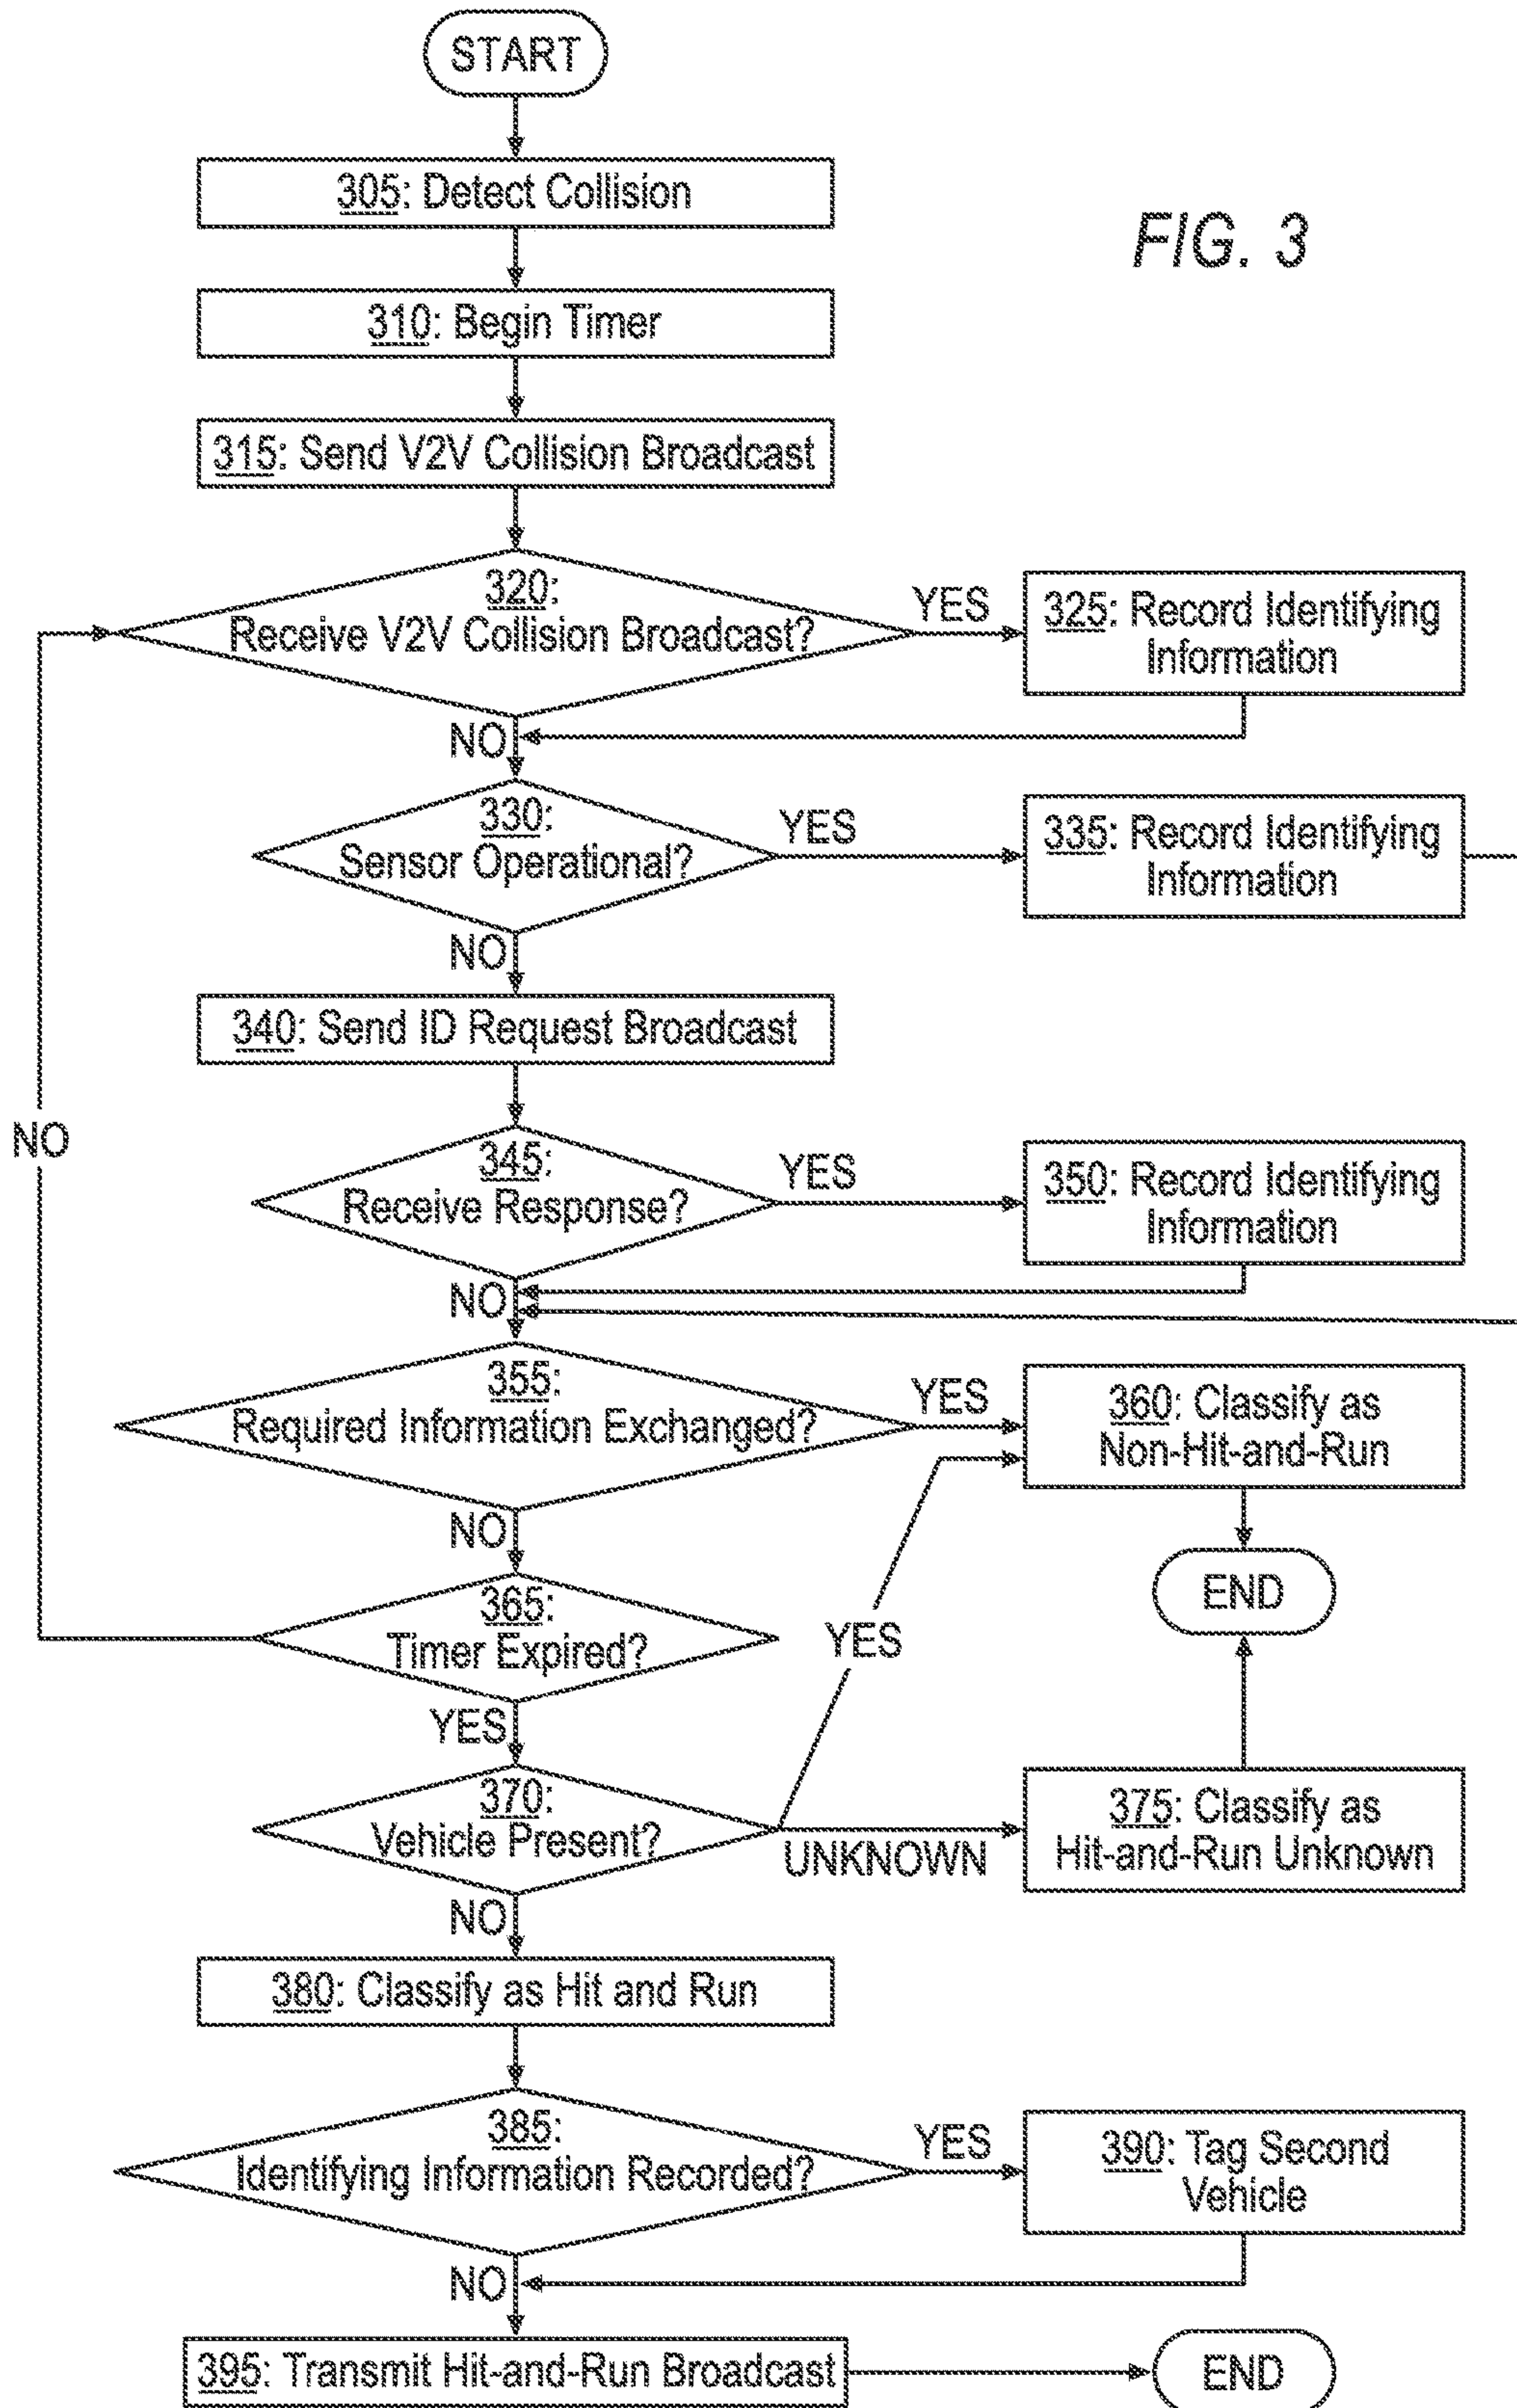 START
305: Detect Collision
FIG. 3
310: Begin Timer
315: Send V2V Collision Broadcast
320:
Receive V2V Collision Broadcast?
YES
325: Record Identifying
Information
NO
330:
Sensor Operational?
YES
335: Record Identifying
Information
NO
340: Send ID Request Broadcast
NO
345:
Receive Response?
YES
350: Record Identifying
Information
NO
355:
Required Information Exchanged?
YES
360: Classify as
Non-Hit-and-Run
NO
END
365:
Timer Expired?
YES
YES
370:
Vehicle Present?
UNKNOWN
375: Classify as
Hit-and-Run Unknown
NO
380: Classify as Hit and Run
385:
Identifying Information Recorded?
YES
390: Tag Second
Vehicle
NO
395: Transmit Hit-and-Run Broadcast
END